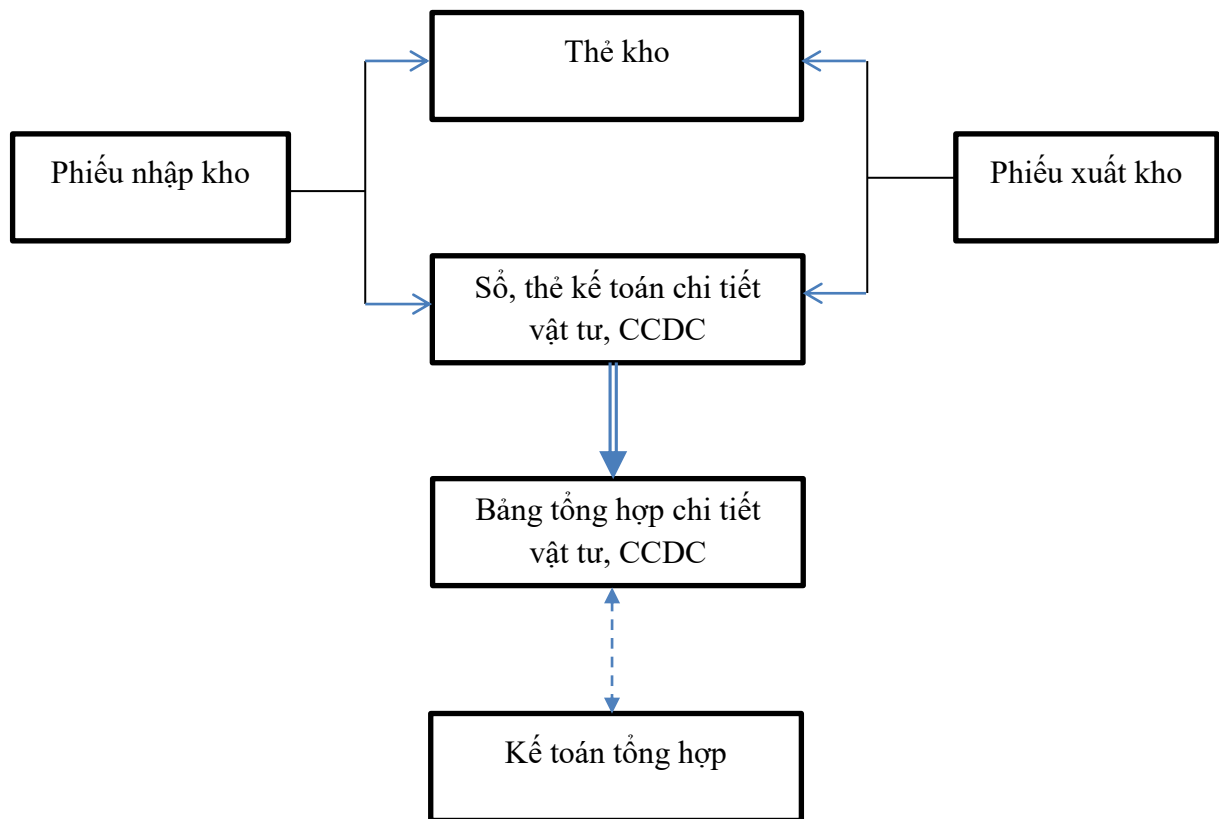 Thẻ kho
Phiếu nhập kho
Phiếu xuất kho
Sổ, thẻ kế toán chi tiết
vật tư, CCDC
Bảng tổng hợp chi tiết
vật tư, CCDC
Kế toán tổng hợp